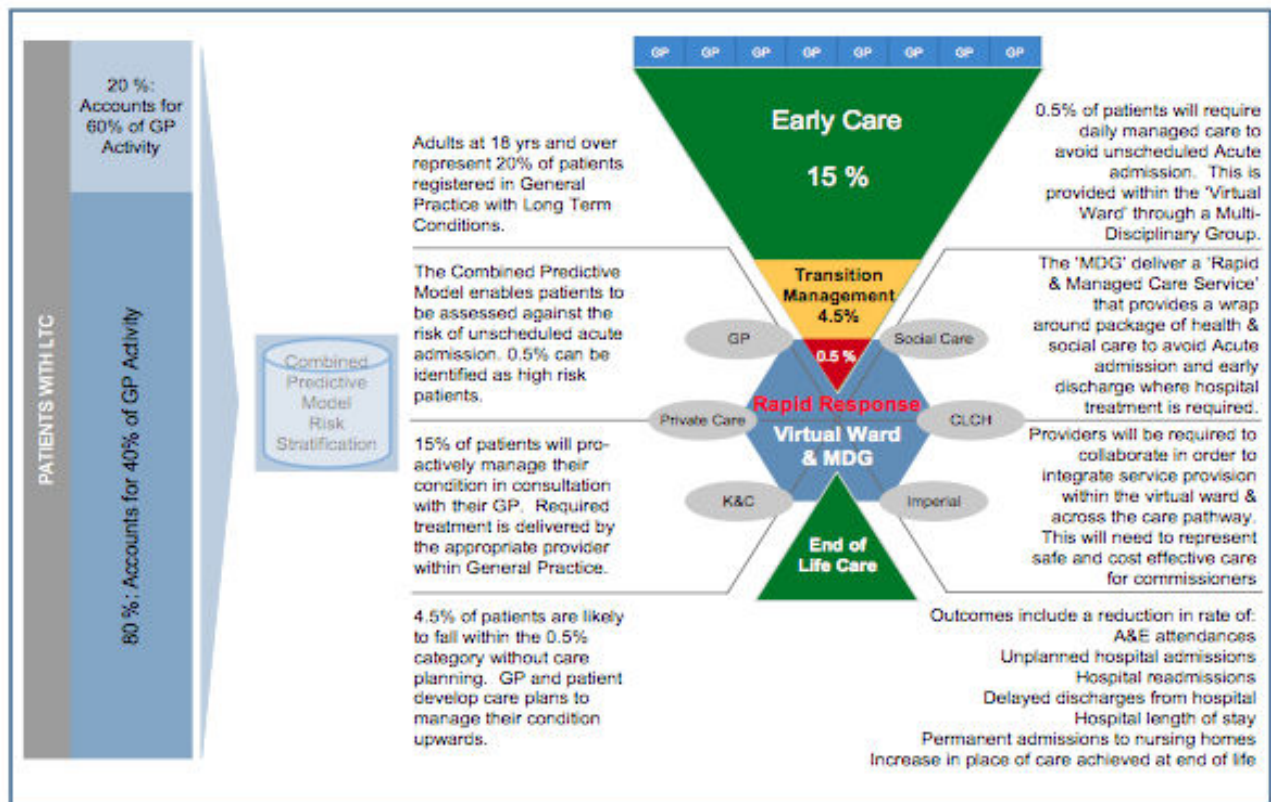 PATIENTS WITH LTC
20 %:
Accounts for
60% of GP
Activity
80 %: Accounts for 40% of GP Activity
Combined
Predictive
Model
Risk
Stratification
Adults at 18 yrs and over
represent 20% of patients
registered in General
Practice with Long Term
Conditions.
The Combined Predictive
Model enables patients to
be assessed against the
risk of unscheduled acute
admission. 0.5% can be
identified as high risk
patients.
15% of patients will pro-
actively manage their
condition in consultation
with their GP. Required
treatment is delivered by
the appropriate provider
within General Practice.
4.5% of patients are likely
to fall within the 0.5%
category without care
planning. GP and patient
develop care plans to
manage their condition
upwards.
GP GP GP GP GP GP GP GP
Early Care
15 %
Transition
Management
4.5%
0.5 %
GP
Social Care
Rapid Response
Private Care
CLCH
Virtual Ward
& MDG
K&C
Imperial
End of
Life Care
0.5% of patients will require
daily managed care to
avoid unscheduled Acute
admission. This is
provided within the 'Virtual
Ward' through a Multi-
Disciplinary Group.
The 'MDG' deliver a 'Rapid
& Managed Care Service'
that provides a wrap
around package of health &
social care to avoid Acute
admission and early
discharge where hospital
treatment is required.
Providers will be required to
collaborate in order to
integrate service provision
within the virtual ward &
across the care pathway.
This will need to represent
safe and cost effective care
for commissioners
Outcomes include a reduction in rate of:
A&E attendances
Unplanned hospital admissions
Hospital readmissions
Delayed discharges from hospital
Hospital length of stay
Permanent admissions to nursing homes
Increase in place of care achieved at end of life